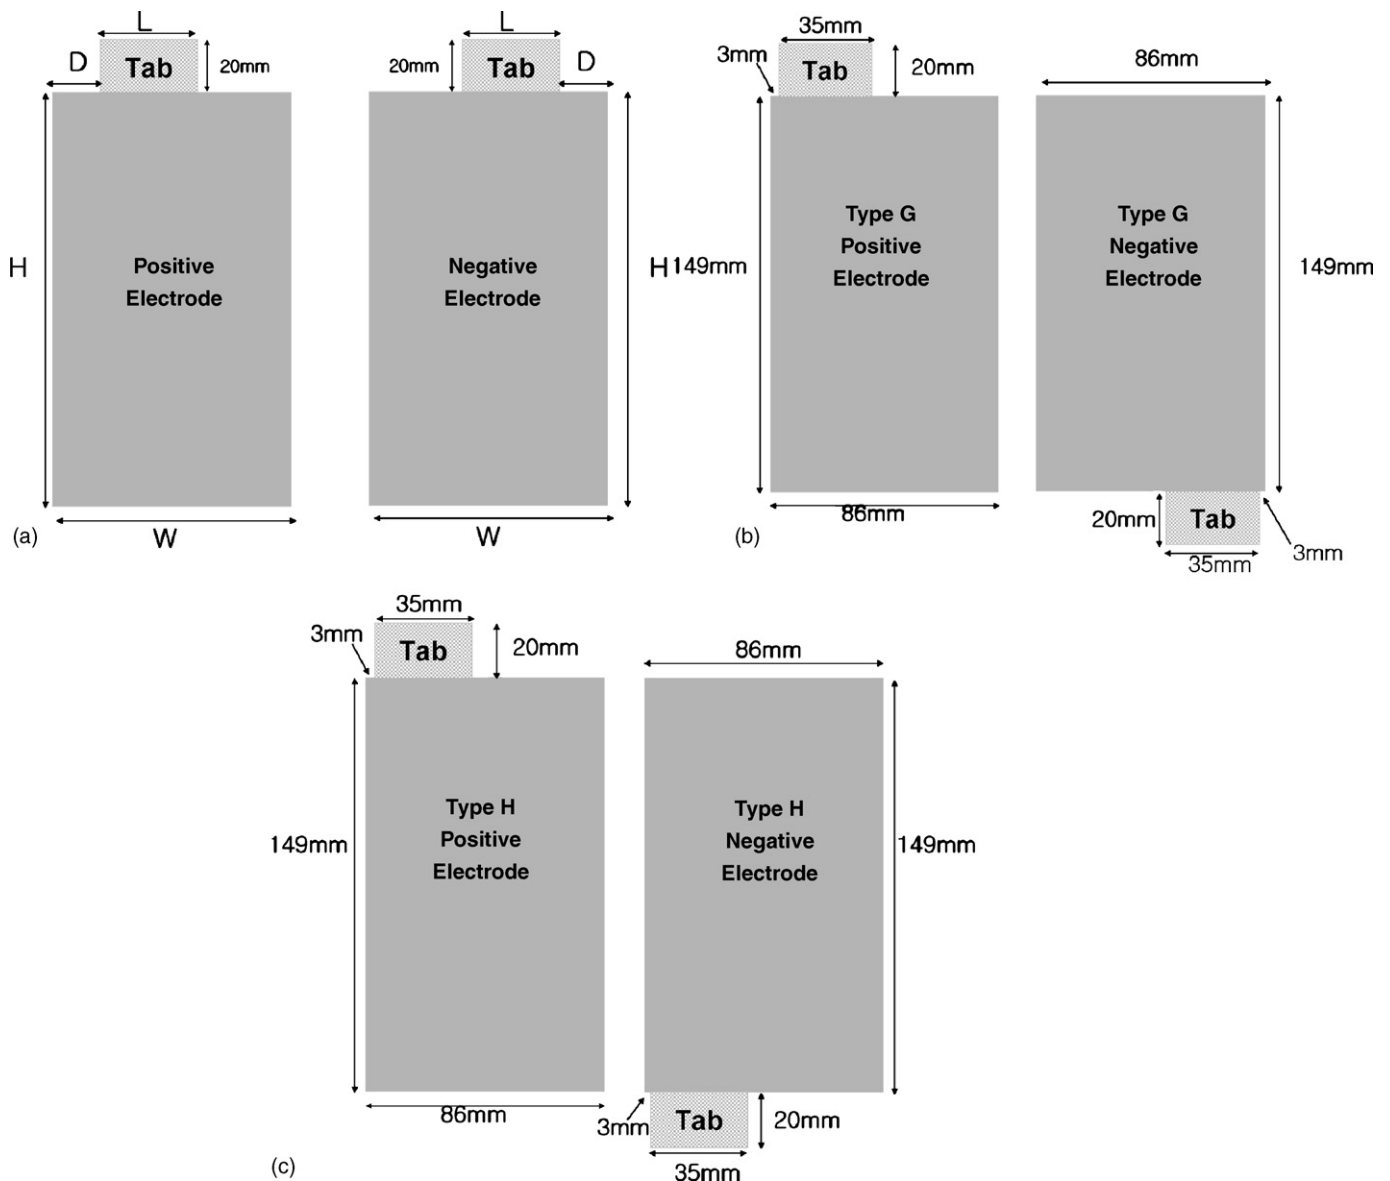 L
D
Tab
20mm
H
Positive
Electrode
W
(a)
L
20mm
Tab
D
H
Negative
Electrode
W
35mm
3mm
Tab
20mm
149mm
Type G
Positive
Electrode
86mm
(b)
86mm
Type G
Negative
Electrode
149mm
20mm
Tab
3mm
35mm
35mm
3mm
Tab
20mm
149mm
Type H
Positive
Electrode
86mm
86mm
Type H
Negative
Electrode
149mm
3mm
Tab
20mm
35mm
(c)